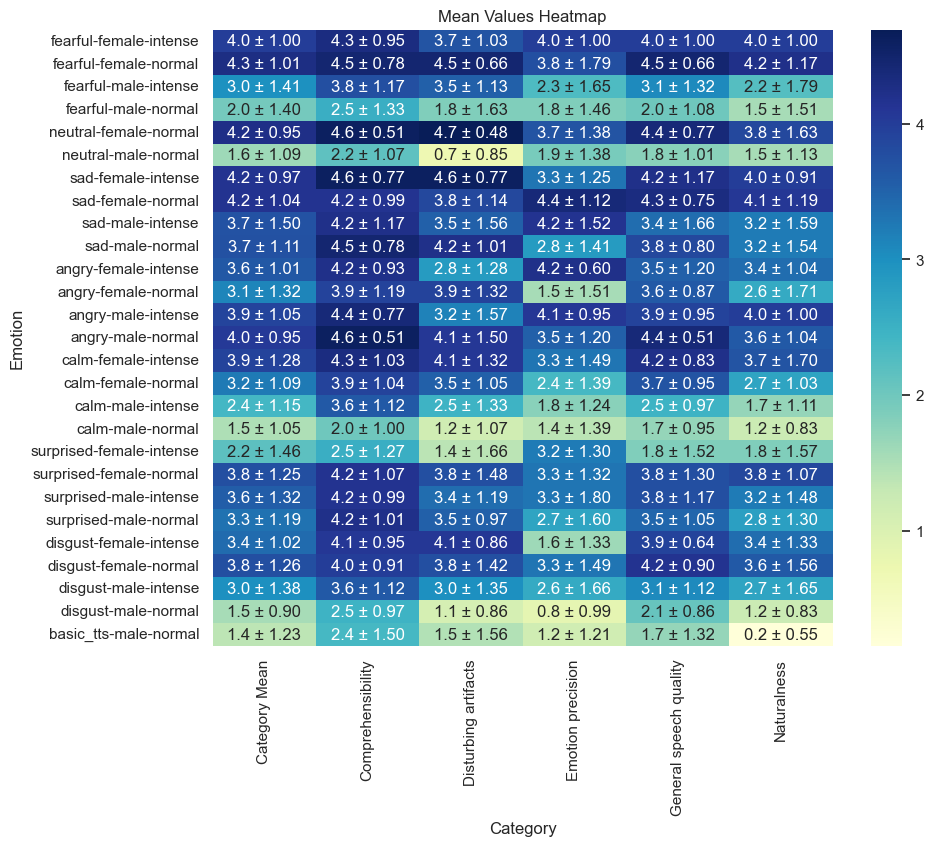 Mean Values Heatmap
fearful-female-intense 4.0 ± 1.00 4.3 ± 0.95 3.7 ± 1.03 4.0 ± 1.00 4.0 ± 1.00 4.0 ± 1.00
fearful-female-normal 4.3 ± 1.01 4.5 ± 0.78 4.5 ± 0.66 3.8 ± 1.79 4.5 ± 0.66 4.2 ± 1.17
fearful-male-intense 3.0 ± 1.41 3.8 ± 1.17 3.5 ± 1.13 2.3 ± 1.65 3.1 ± 1.32 2.2 ± 1.79
fearful-male-normal 2.0 ± 1.40 2.5 ± 1.33 1.8 ± 1.63 1.8 ± 1.46 2.0 ± 1.08 1.5 ± 1.51
neutral-female-normal 4.2 ± 0.95 4.6 ± 0.51 4.7 ± 0.48 3.7 ± 1.38 4.4 ± 0.77 3.8 ± 1.63
neutral-male-normal 1.6 ± 1.09 2.2 ± 1.07 0.7 ± 0.85 1.9 ± 1.38 1.8 ± 1.01 1.5 ± 1.13
sad-female-intense 4.2 ± 0.97 4.6 ± 0.77 4.6 ± 0.77 3.3 ± 1.25 4.2 ± 1.17 4.0 ± 0.91
sad-female-normal 4.2 ± 1.04 4.2 ± 0.99 3.8 ± 1.14 4.4 ± 1.12 4.3 ± 0.75 4.1 ± 1.19
sad-male-intense 3.7 ± 1.50 4.2 ± 1.17 3.5 ± 1.56 4.2 ± 1.52 3.4 ± 1.66 3.2 ± 1.59
sad-male-normal 3.7 ± 1.11 4.5 ± 0.78 4.2 ± 1.01 2.8 ± 1.41 3.8 ± 0.80 3.2 ± 1.54
angry-female-intense 3.6 ± 1.01 4.2 ± 0.93 2.8 ± 1.28 4.2 ± 0.60 3.5 ± 1.20 3.4 ± 1.04
angry-female-normal 3.1 ± 1.32 3.9 ± 1.19 3.9 ± 1.32 1.5 ± 1.51 3.6 ± 0.87 2.6 ± 1.71
angry-male-intense 3.9 ± 1.05 4.4 ± 0.77 3.2 ± 1.57 4.1 ± 0.95 3.9 ± 0.95 4.0 ± 1.00
angry-male-normal 4.0 ± 0.95 4.6 ± 0.51 4.1 ± 1.50 3.5 ± 1.20 4.4 ± 0.51 3.6 ± 1.04
calm-female-intense 3.9 ± 1.28 4.3 ± 1.03 4.1 ± 1.32 3.3 ± 1.49 4.2 ± 0.83 3.7 ± 1.70
calm-female-normal 3.2 ± 1.09 3.9 ± 1.04 3.5 ± 1.05 2.4 ± 1.39 3.7 ± 0.95 2.7 ± 1.03
calm-male-intense 2.4 ± 1.15 3.6 ± 1.12 2.5 ± 1.33 1.8 ± 1.24 2.5 ± 0.97 1.7 ± 1.11
calm-male-normal 1.5 ± 1.05 2.0 ± 1.00 1.2 ± 1.07 1.4 ± 1.39 1.7 ± 0.95 1.2 ± 0.83
surprised-female-intense 2.2 ± 1.46 2.5 ± 1.27 1.4 ± 1.66 3.2 ± 1.30 1.8 ± 1.52 1.8 ± 1.57
surprised-female-normal 3.8 ± 1.25 4.2 ± 1.07 3.8 ± 1.48 3.3 ± 1.32 3.8 ± 1.30 3.8 ± 1.07
surprised-male-intense 3.6 ± 1.32 4.2 ± 0.99 3.4 ± 1.19 3.3 ± 1.80 3.8 ± 1.17 3.2 ± 1.48
surprised-male-normal 3.3 ± 1.19 4.2 ± 1.01 3.5 ± 0.97 2.7 ± 1.60 3.5 ± 1.05 2.8 ± 1.30
disgust-female-intense 3.4 ± 1.02 4.1 ± 0.95 4.1 ± 0.86 1.6 ± 1.33 3.9 ± 0.64 3.4 ± 1.33
disgust-female-normal 3.8 ± 1.26 4.0 ± 0.91 3.8 ± 1.42 3.3 ± 1.49 4.2 ± 0.90 3.6 ± 1.56
disgust-male-intense 3.0 ± 1.38 3.6 ± 1.12 3.0 ± 1.35 2.6 ± 1.66 3.1 ± 1.12 2.7 ± 1.65
disgust-male-normal 1.5 ± 0.90 2.5 ± 0.97 1.1 ± 0.86 0.8 ± 0.99 2.1 ± 0.86 1.2 ± 0.83
basic_tts-male-normal 1.4 ± 1.23 2.4 ± 1.50 1.5 ± 1.56 1.2 ± 1.21 1.7 ± 1.32 0.2 ± 0.55
Emotion
Category Mean
Comprehensibility
Disturbing artifacts
Emotion precision
General speech quality
Naturalness
Category
4
3
2
1